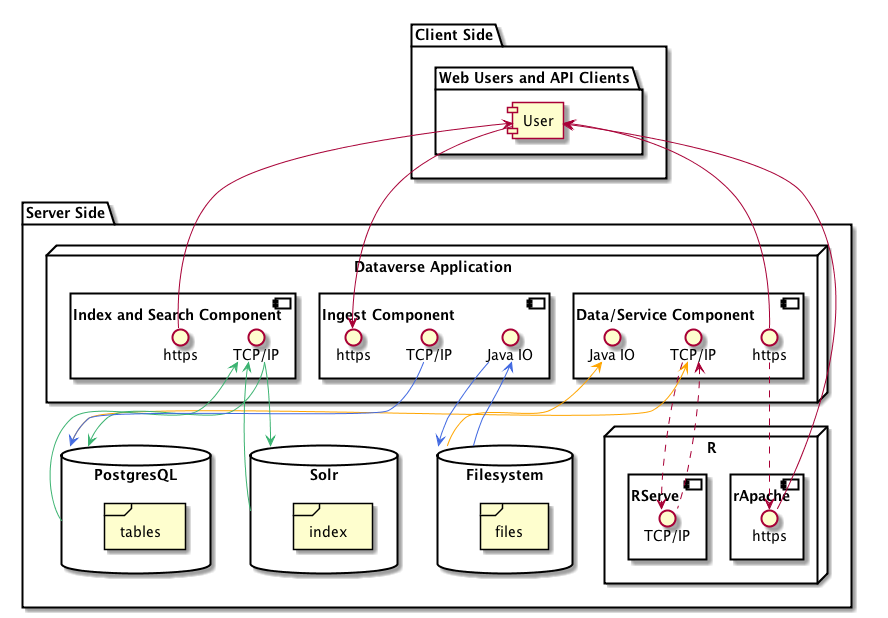 Client Side
Web Users and API Clients
User
Server Side
Dataverse Application
Index and Search Component
https
TCP/IP
Ingest Component
https
TCP/IP
Java IO
Data/Service Component
Java IO
TCP/IP
https
PostgresQL
tables
Solr
index
Filesystem
files
R
RServe
TCP/IP
rApache
https